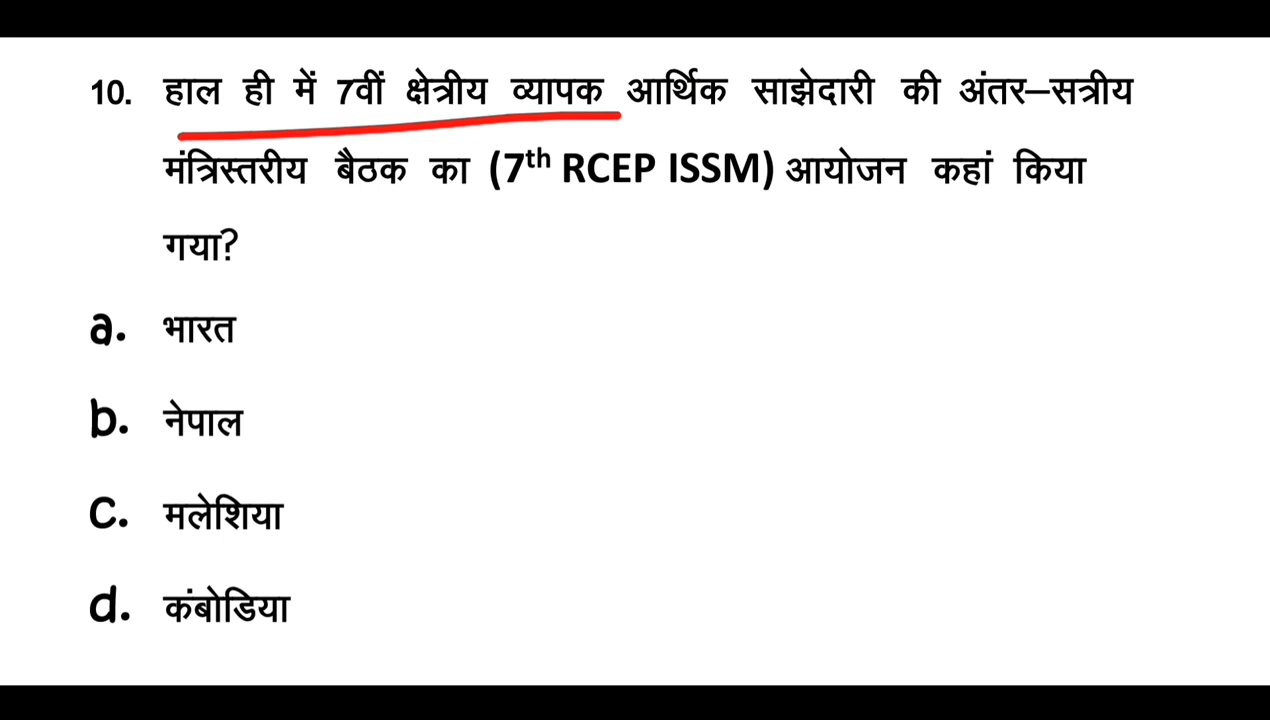 10. हाल ही में 7वीं क्षेत्रीय व्यापक आर्थिक साझेदारी की अंतर–सत्रीय
मंत्रिस्तरीय बैठक का (7th RCEP ISSM) आयोजन कहां किया
गया?
a. भारत
b. नेपाल
c. मलेशिया
d. कंबोडिया